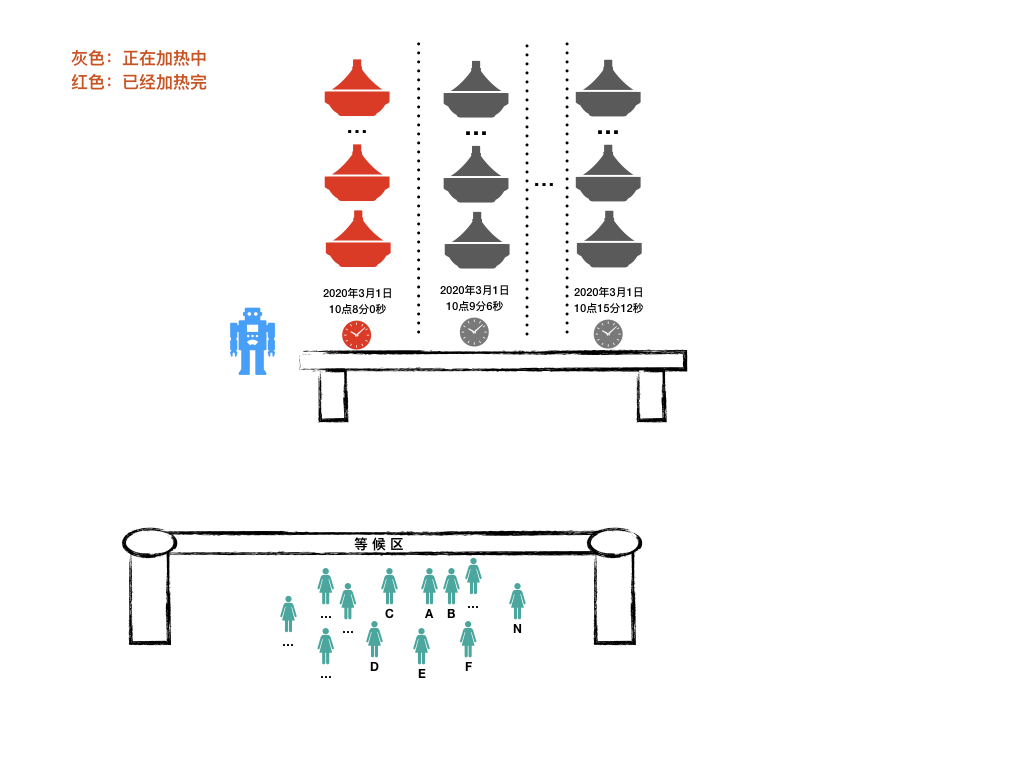 灰色：正在加热中
红色：已经加热完
...
...
...
...
2020年3月1日
10点8分0秒
2020年3月1日
10点9分6秒
2020年3月1日
10点15分12秒
等候区
...
C
A
B
...
...
N
...
D
E
F
...